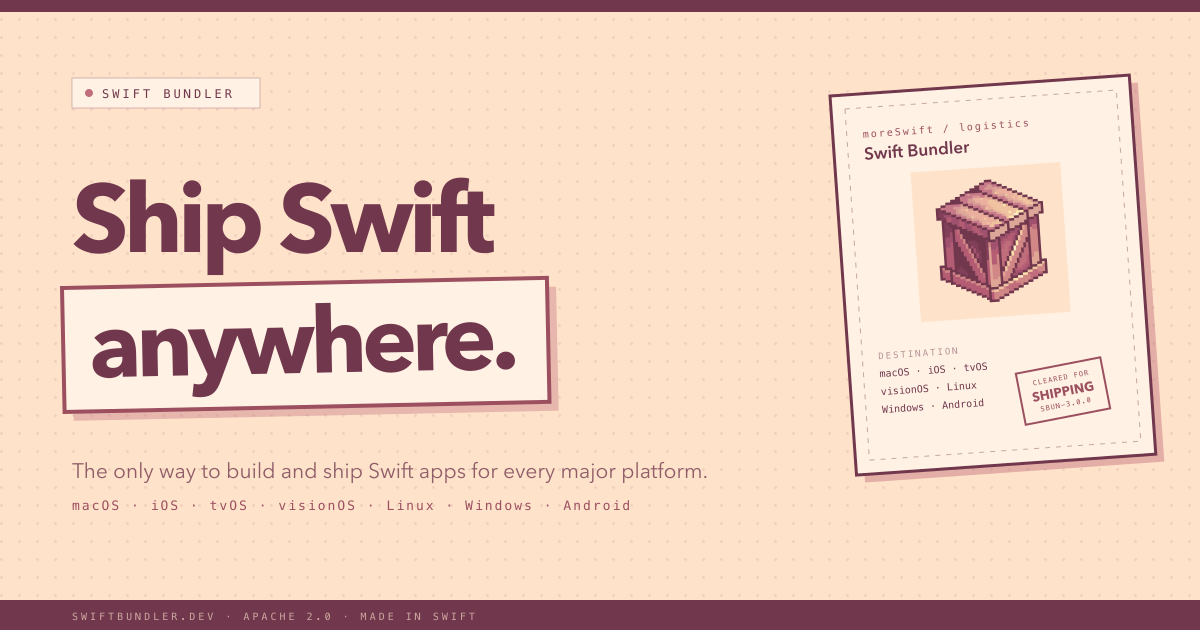 SWIFT BUNDLER
Ship Swift
anywhere.
The only way to build and ship Swift apps for every major platform.
macOS · iOS · tvOS · visionOS · Linux · Windows · Android
moreSwift / logistics
Swift Bundler
DESTINATION
macOS · iOS · tvOS
visionOS · Linux
Windows · Android
CLEARED FOR
SHIPPING
SBUN—3.0.0
SWIFTBUNDLER.DEV · APACHE 2.0 · MADE IN SWIFT